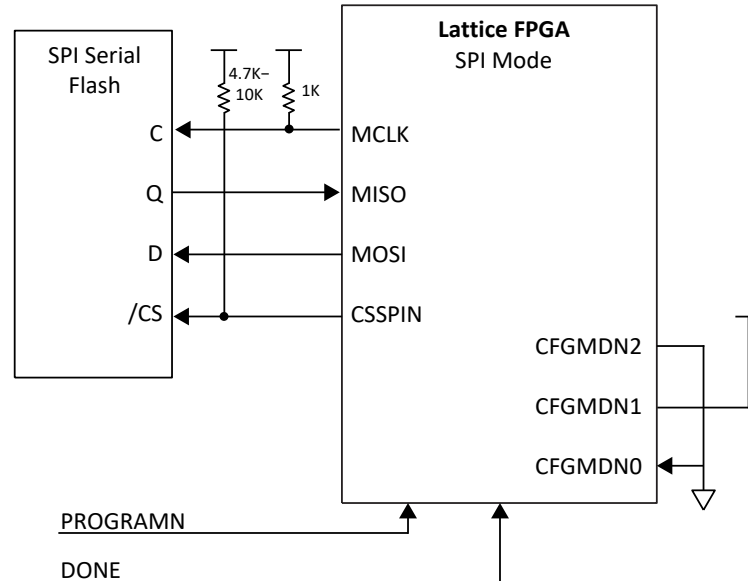 SPI Serial
Flash
C
Q
D
/CS
4.7K–
10K
1K
Lattice FPGA
SPI Mode
MCLK
MISO
MOSI
CSSPIN
CFGMDN2
CFGMDN1
CFGMDN0
PROGRAMN
DONE